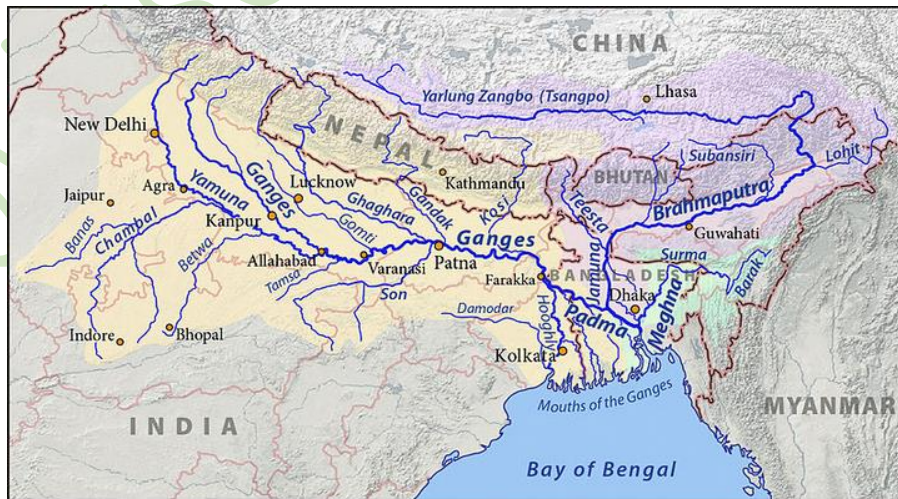 CHINA
Yarlung Zangbo (Tsangpo)
Lhasa
New Delhi
NEPAL
Subansiri
Lohit
BHUTAN
Kathmandu
Jaipur
Agra
Yamuna
Ganges
Lucknow
Ghaghara
Gandak
Kosi
Teesta
Brahmaputra
Banas
Chambal
Kanpur
Gomti
Guwahati
Betwa
Allahabad
Varanasi
Patna
Ganges
Jamuna
Surma
Tamsa
Son
Farakka
BANGLADESH
Barak
Dhaka
Damodar
Hooghly
Padma
Meghna
Indore
Bhopal
Kolkata
Mouths of the Ganges
MYANMAR
INDIA
Bay of Bengal